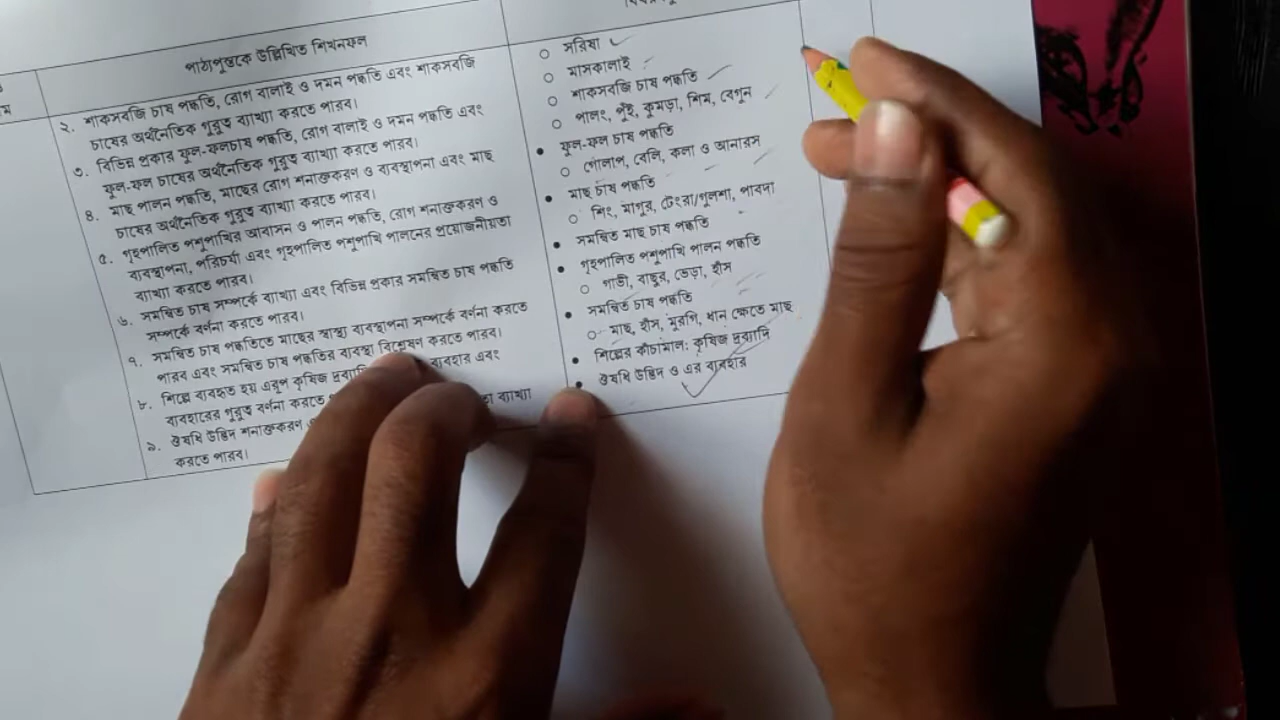 পাঠ্যপুস্তকে উল্লিখিত শিখনফল
২. শাকসবজি চাষ পদ্ধতি, রোগ বালাই ও দমন পদ্ধতি এবং শাকসবজি
চাষের অর্থনৈতিক গুরুত্ব ব্যাখ্যা করতে পারব।
৩. বিভিন্ন প্রকার ফুল-ফলচাষ পদ্ধতি, রোগ বালাই ও দমন পদ্ধতি এবং
ফুল-ফল চাষের অর্থনৈতিক গুরুত্ব ব্যাখ্যা করতে পারব।
৪. মাছ পালন পদ্ধতি, মাছের রোগ শনাক্তকরণ ও ব্যবস্থাপনা এবং মাছ
চাষের অর্থনৈতিক গুরুত্ব ব্যাখ্যা করতে পারব।
৫. গৃহপালিত পশুপাখির আবাসন ও পালন পদ্ধতি, রোগ শনাক্তকরণ ও
ব্যবস্থাপনা, পরিচর্যা এবং গৃহপালিত পশুপাখি পালনের প্রয়োজনীয়তা
ব্যাখ্যা করতে পারব।
৬. সমন্বিত চাষ সম্পর্কে ব্যাখ্যা এবং বিভিন্ন প্রকার সমন্বিত চাষ পদ্ধতি
সম্পর্কে বর্ণনা করতে পারব।
৭. সমন্বিত চাষ পদ্ধতিতে মাছের স্বাস্থ্য ব্যবস্থাপনা সম্পর্কে বর্ণনা করতে
পারব এবং সমন্বিত চাষ পদ্ধতির ব্যবস্থা বিশ্লেষণ করতে পারব।
৮. শিল্পে ব্যবহৃত হয় এরূপ কৃষিজ ব্যবহার এবং
ব্যবহারের গুরুত্ব বর্ণনা করতে
৯. ঔষধি উদ্ভিদ শনাক্তকরণ ব্যাখ্যা
করতে পারব।
○ সরিষা
○ মাসকালাই
○ শাকসবজি চাষ পদ্ধতি
○ পালং, পুঁই, কুমড়া, শিম, বেগুন
● ফুল-ফল চাষ পদ্ধতি
○ গোলাপ, বেলি, কলা ও আনারস
● মাছ চাষ পদ্ধতি
○ শিং, মাগুর, টেংরা/গুলশা, পাবদা
● সমন্বিত মাছ চাষ পদ্ধতি
● গৃহপালিত পশুপাখি পালন পদ্ধতি
○ গাভী, বাছুর, ভেড়া, হাঁস
● সমন্বিত চাষ পদ্ধতি
○ মাছ, হাঁস, মুরগি, ধান ক্ষেতে মাছ
● শিল্পের কাঁচামাল: কৃষিজ দ্রব্যাদি
● ঔষধি উদ্ভিদ ও এর ব্যবহার